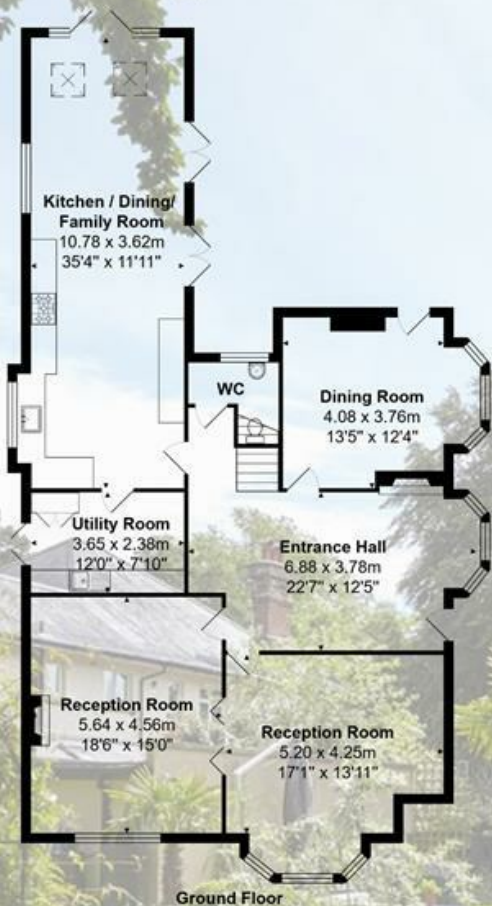 Kitchen / Dining/
Family Room
10.78 x 3.62m
35'4" x 11'11"
WC
Dining Room
4.08 x 3.76m
13'5" x 12'4"
Utility Room
3.65 x 2.38m
12'0" x 7'10"
Entrance Hall
6.88 x 3.78m
22'7" x 12'5"
Reception Room
5.64 x 4.56m
18'6" x 15'0"
Reception Room
5.20 x 4.25m
17'1" x 13'11"
Ground Floor